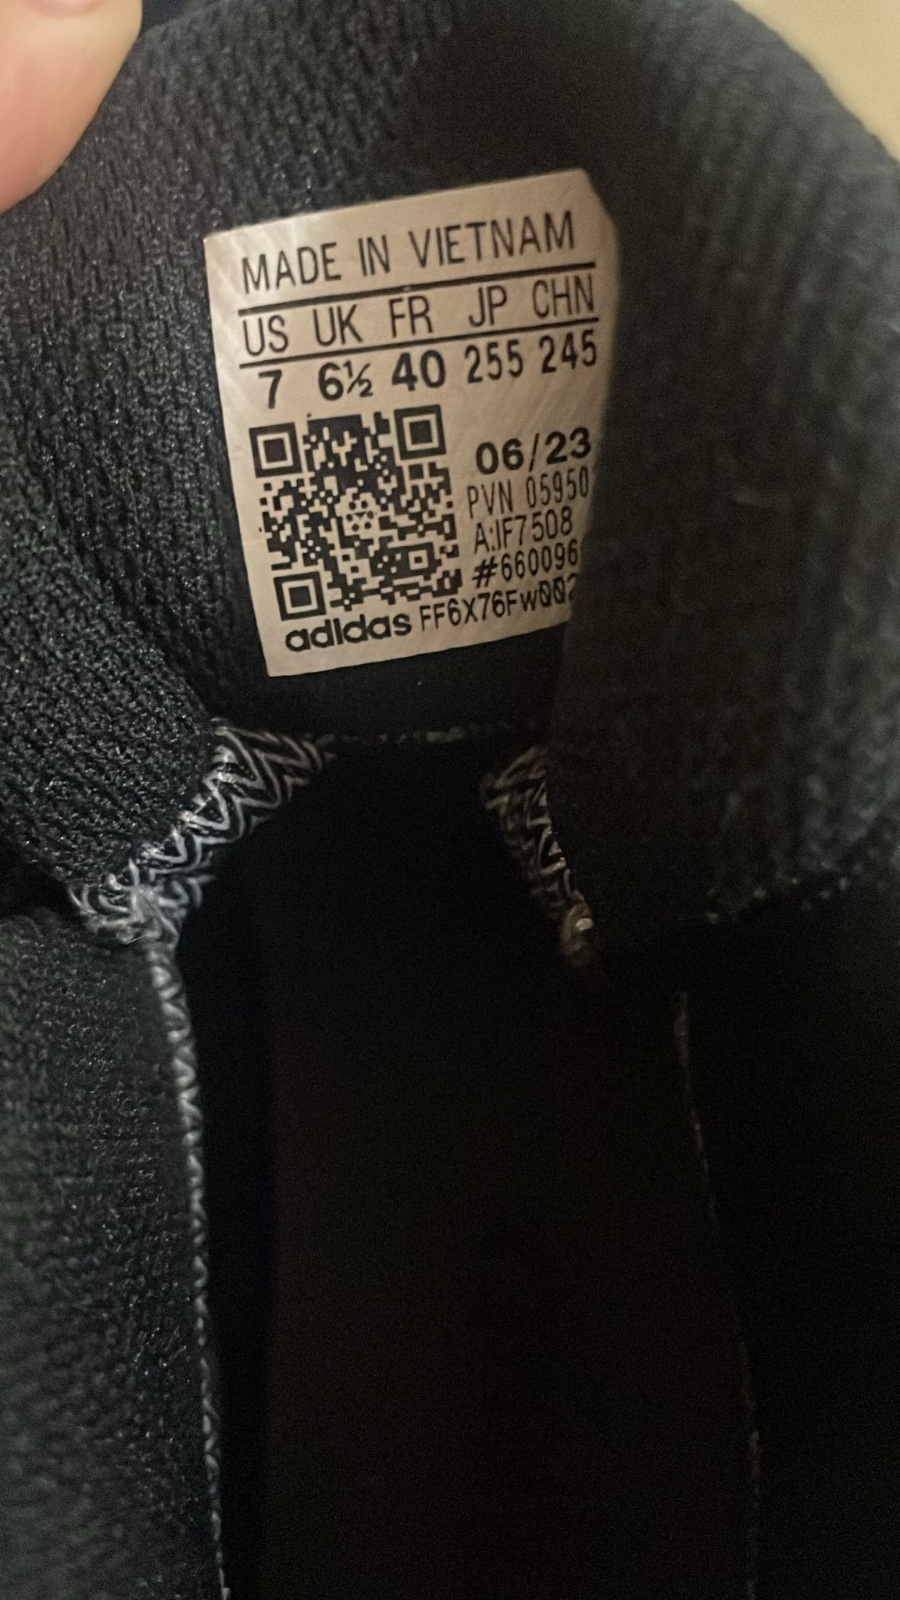 MADE IN VIETNAM
US UK FR JP CHN
7 6½ 40 255 245
06/23
PVN 05950
A:IF7508
#660096
adidas FF6X76FW002